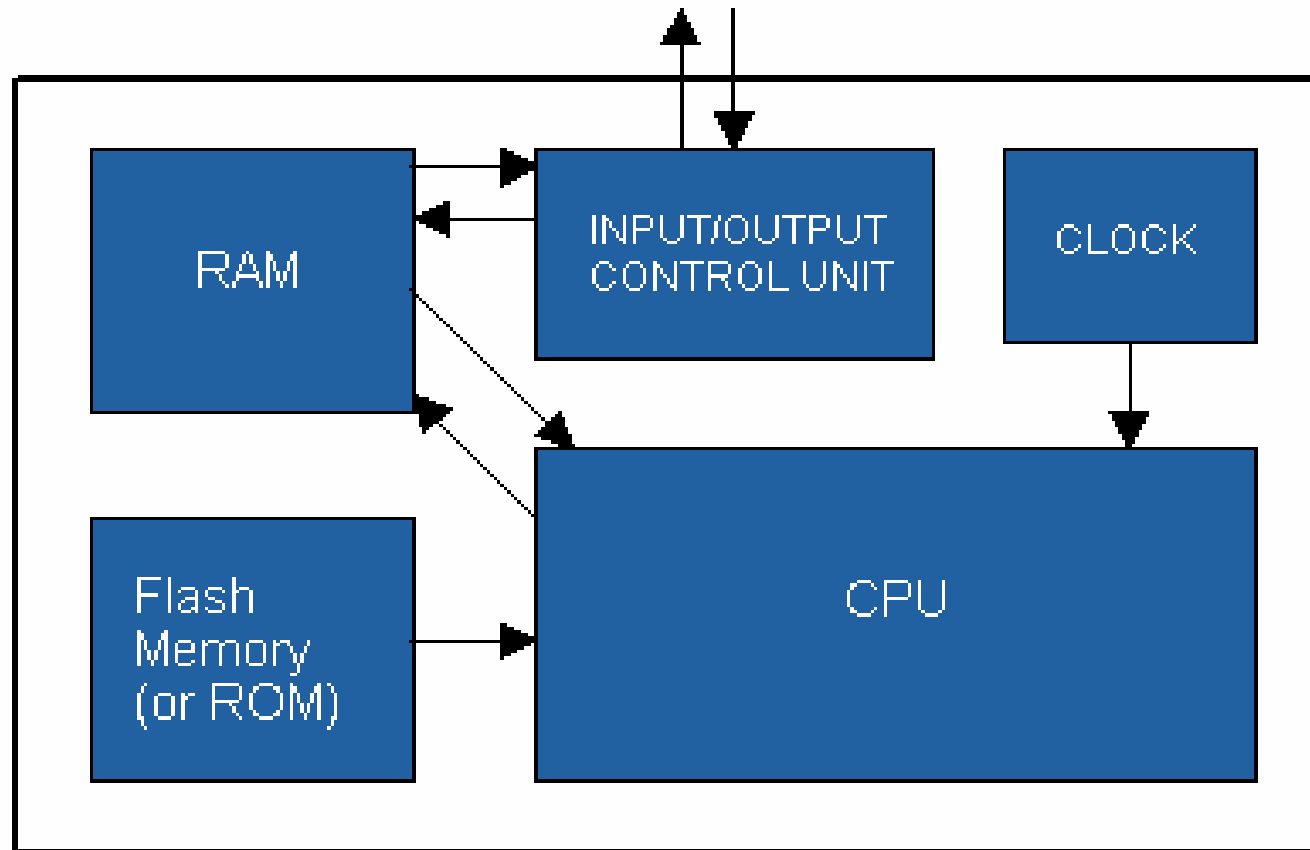 RAM
INPUT/OUTPUT
CONTROL UNIT
CLOCK
Flash
Memory
(or ROM)
CPU